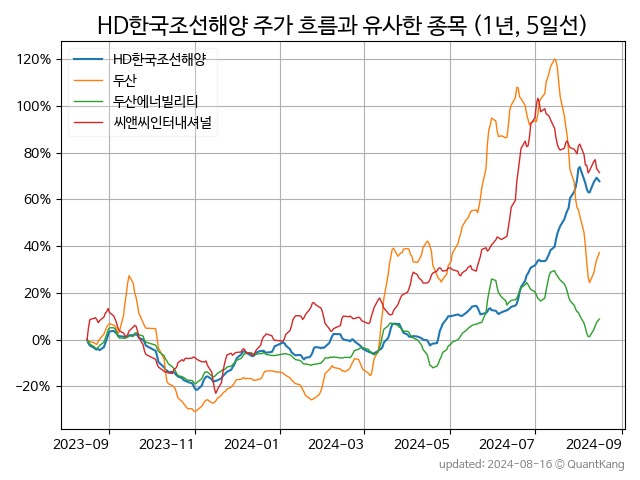 HD한국조선해양 주가 흐름과 유사한 종목 (1년, 5일선)
HD한국조선해양
두산
두산에너빌리티
씨앤씨인터내셔널
120%
100%
80%
60%
40%
20%
0%
−20%
2023-09 2023-11 2024-01 2024-03 2024-05 2024-07 2024-09
updated: 2024-08-16 © QuantKang